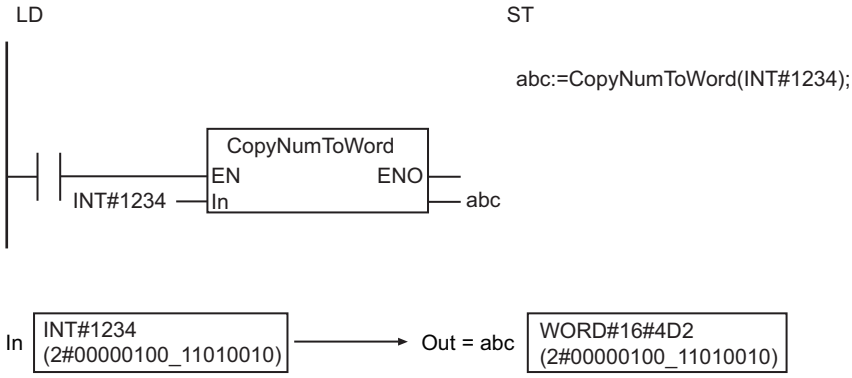 LD
ST
abc:=CopyNumToWord(INT#1234);
CopyNumToWord
EN ENO
INT#1234 In abc
In INT#1234 Out = abc WORD#16#4D2
(2#00000100_11010010) (2#00000100_11010010)